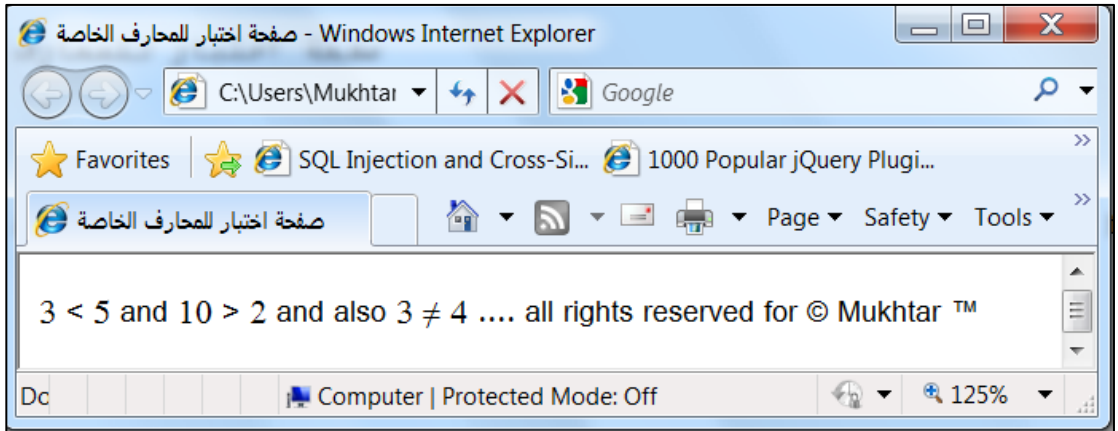 صفحة اختبار للمحارف الخاصة - Windows Internet Explorer
C:\Users\Mukhtar
Google
Favorites SQL Injection and Cross-Si... 1000 Popular jQuery Plugi...
صفحة اختبار للمحارف الخاصة Page Safety Tools
3 < 5 and 10 > 2 and also 3 ≠ 4 .... all rights reserved for © Mukhtar ™
Do Computer | Protected Mode: Off 125%